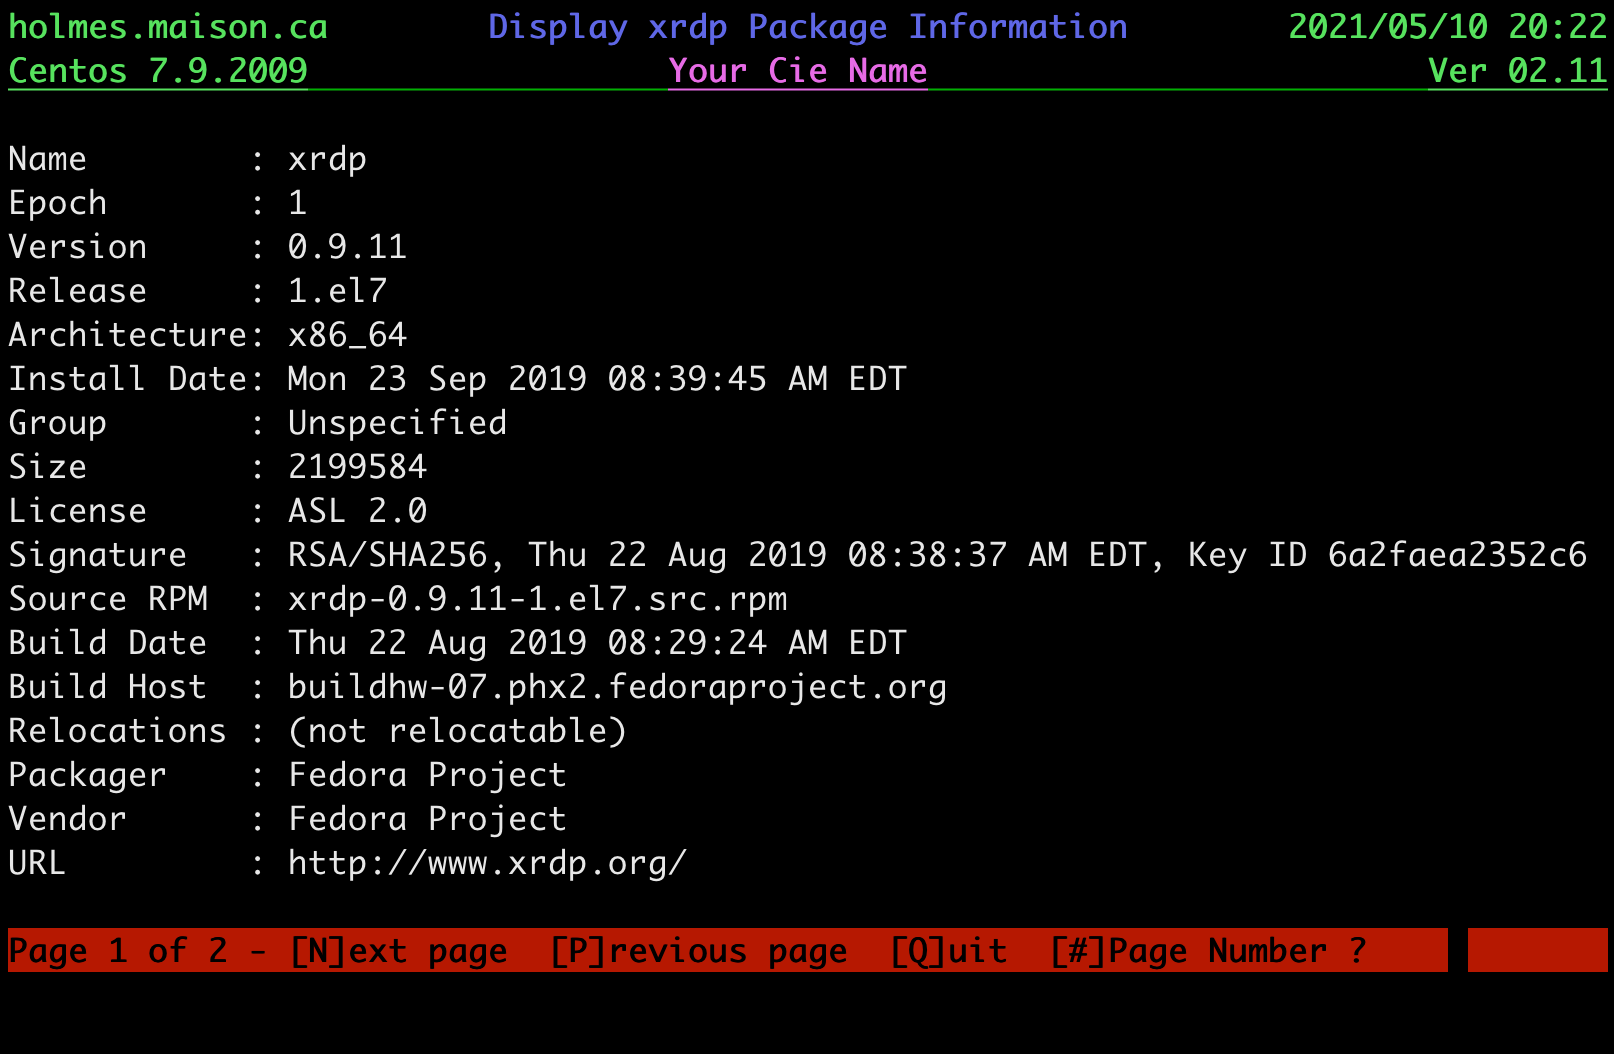 holmes.maison.ca Display xrdp Package Information 2021/05/10 20:22
Centos 7.9.2009 Your Cie Name Ver 02.11
Name : xrdp
Epoch : 1
Version : 0.9.11
Release : 1.el7
Architecture: x86_64
Install Date: Mon 23 Sep 2019 08:39:45 AM EDT
Group : Unspecified
Size : 2199584
License : ASL 2.0
Signature : RSA/SHA256, Thu 22 Aug 2019 08:38:37 AM EDT, Key ID 6a2faea2352c6
Source RPM : xrdp-0.9.11-1.el7.src.rpm
Build Date : Thu 22 Aug 2019 08:29:24 AM EDT
Build Host : buildhw-07.phx2.fedoraproject.org
Relocations : (not relocatable)
Packager : Fedora Project
Vendor : Fedora Project
URL : http://www.xrdp.org/
Page 1 of 2 - [N]ext page [P]revious page [Q]uit [#]Page Number ?